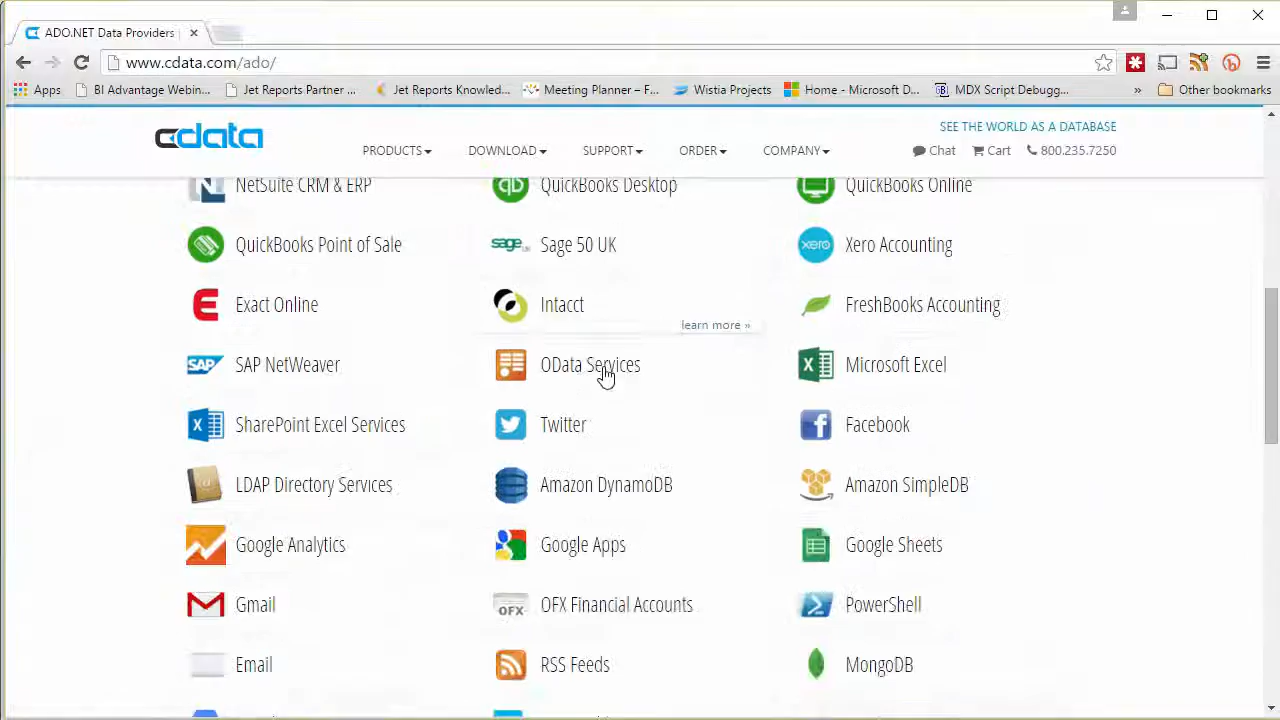 ADO.NET Data Providers
www.cdata.com/ado/
Apps BI Advantage Webin... Jet Reports Partner ... Jet Reports Knowled... Meeting Planner – F... Wistia Projects Home - Microsoft D... MDX Script Debugg... » Other bookmarks
cdata
SEE THE WORLD AS A DATABASE
PRODUCTS DOWNLOAD SUPPORT ORDER COMPANY Chat Cart 800.235.7250
NetSuite CRM & ERP QuickBooks Desktop QuickBooks Online
QuickBooks Point of Sale sage Sage 50 UK xero Xero Accounting
Exact Online Intacct FreshBooks Accounting
learn more »
SAP SAP NetWeaver OData Services Microsoft Excel
SharePoint Excel Services Twitter Facebook
LDAP Directory Services Amazon DynamoDB Amazon SimpleDB
Google Analytics Google Apps Google Sheets
Gmail OFX OFX Financial Accounts PowerShell
Email RSS Feeds MongoDB